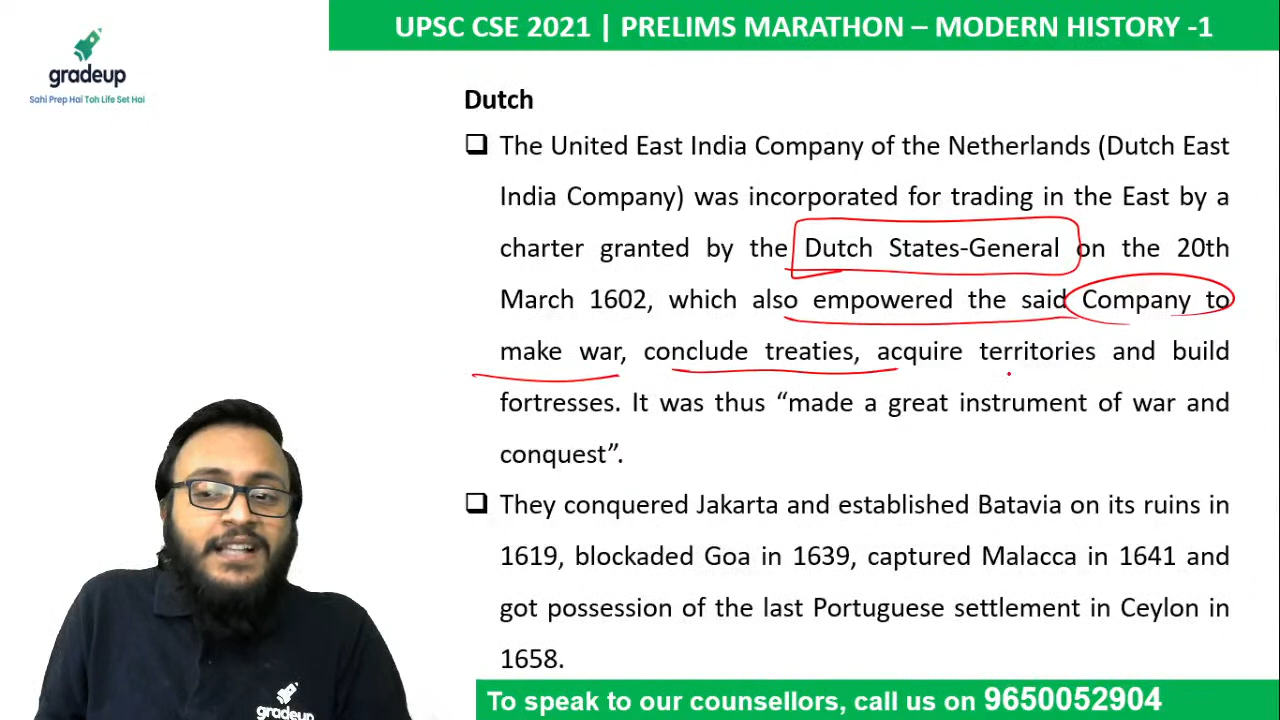 UPSC CSE 2021 | PRELIMS MARATHON – MODERN HISTORY -1
gradeup
Sahi Prep Hai Toh Life Set Hai
Dutch
The United East India Company of the Netherlands (Dutch East
India Company) was incorporated for trading in the East by a
charter granted by the Dutch States-General on the 20th
March 1602, which also empowered the said Company to
make war, conclude treaties, acquire territories and build
fortresses. It was thus “made a great instrument of war and
conquest”.
They conquered Jakarta and established Batavia on its ruins in
1619, blockaded Goa in 1639, captured Malacca in 1641 and
got possession of the last Portuguese settlement in Ceylon in
1658.
gradeup
To speak to our counsellors, call us on 9650052904